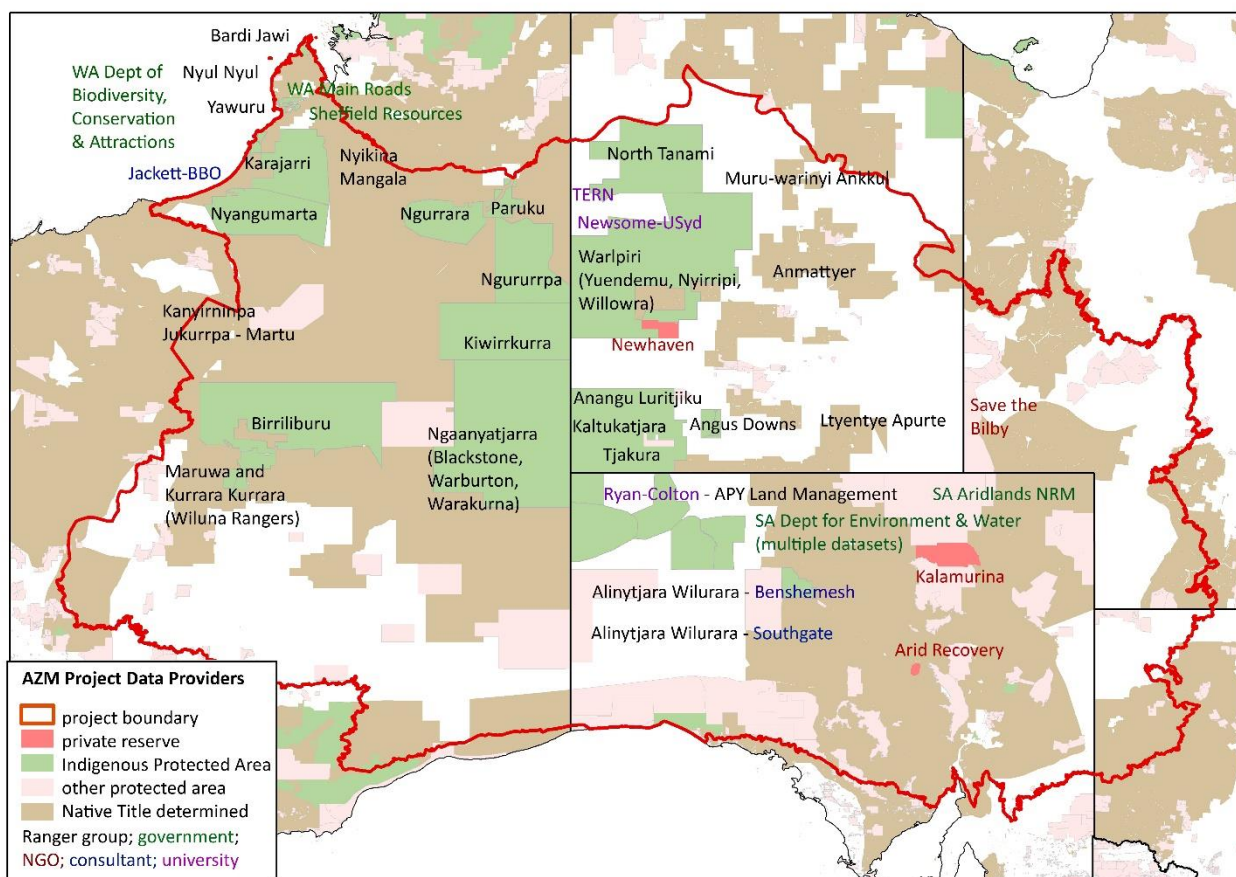 Bardi Jawi
WA Dept of
Biodiversity,
Conservation
& Attractions
Nyul Nyul
Yawuru
WA Main Roads
Sheffield Resources
Jackett-BBO
Karajarri
Nyikina
Mangala
North Tanami
Muru-warinyi Ankkul
Nyangumarta
Ngurrara
Paruku
TERN
Newsome-USyd
Ngururrpa
Warlpiri
(Yuendemu, Nyirripi,
Willowra)
Anmattyer
Kanyirninpa
Jukurrpa - Martu
Kiwirrkurra
Newhaven
Birriliburu
Ngaanyatjarra
(Blackstone,
Warburton,
Warakurna)
Anangu Luritjiku
Kaltukatjara
Tjakura
Angus Downs
Ltyentye Apurte
Save the
Bilby
Maruwa and
Kurrara Kurrara
(Wiluna Rangers)
Ryan-Colton - APY Land Management
SA Aridlands NRM
SA Dept for Environment & Water
(multiple datasets)
Kalamurina
Alinytjara Wilurara - Benshemesh
Alinytjara Wilurara - Southgate
Arid Recovery
AZM Project Data Providers
project boundary
private reserve
Indigenous Protected Area
other protected area
Native Title determined
Ranger group; government;
NGO; consultant; university